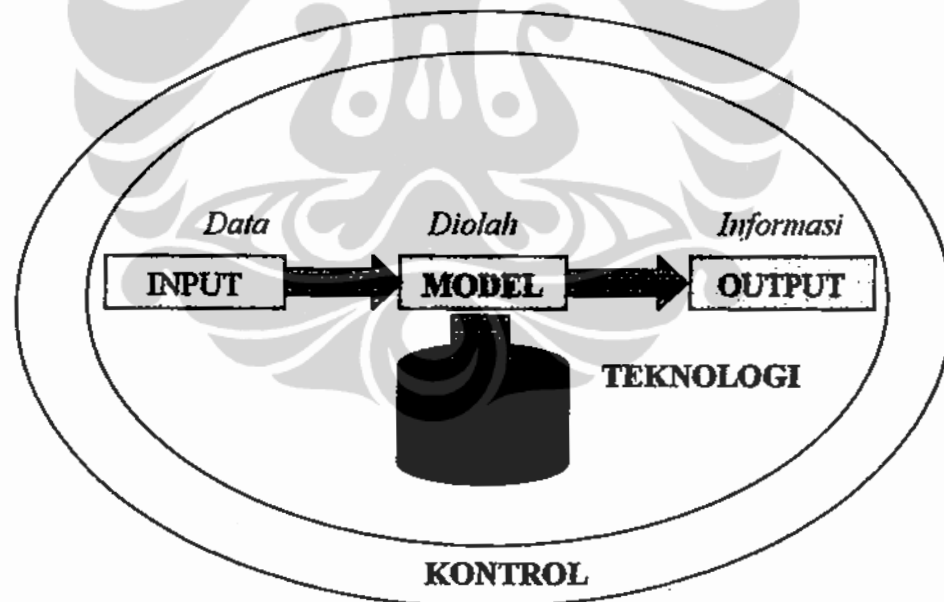 Data Diolah Informasi
INPUT MODEL OUTPUT
TEKNOLOGI
KONTROL